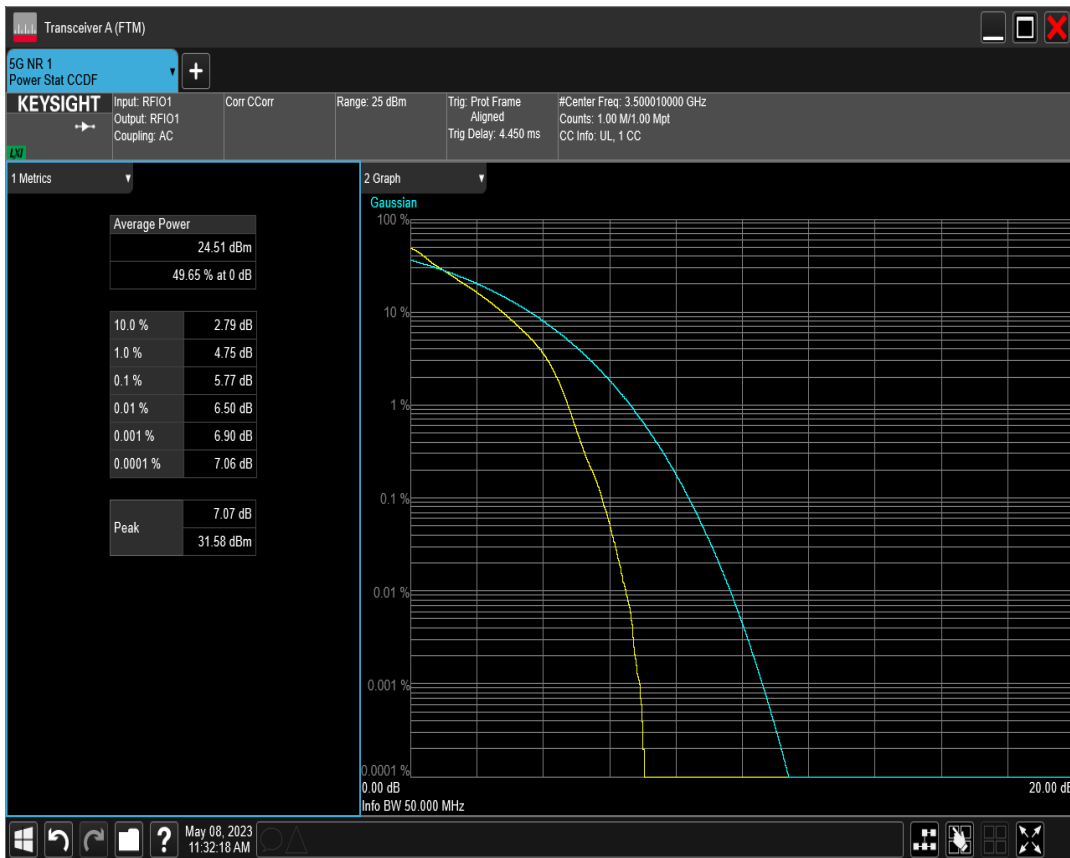 Transceiver A (FTM)
5G NR 1
Power Stat CCDF
+
KEYSIGHT
LXI
Input: RFIO1
Output: RFIO1
Coupling: AC
Corr CCorr
Range: 25 dBm
Trig: Prot Frame
Aligned
Trig Delay: 4.450 ms
#Center Freq: 3.500010000 GHz
Counts: 1.00 M/1.00 Mpt
CC Info: UL, 1 CC
1 Metrics
Average Power
24.51 dBm
49.65 % at 0 dB
10.0 % 2.79 dB
1.0 % 4.75 dB
0.1 % 5.77 dB
0.01 % 6.50 dB
0.001 % 6.90 dB
0.0001 % 7.06 dB
Peak 7.07 dB
31.58 dBm
2 Graph
Gaussian
100 %
10 %
1 %
0.1 %
0.01 %
0.001 %
0.0001 %
0.00 dB 20.00 dB
Info BW 50.000 MHz
?
May 08, 2023
11:32:18 AM